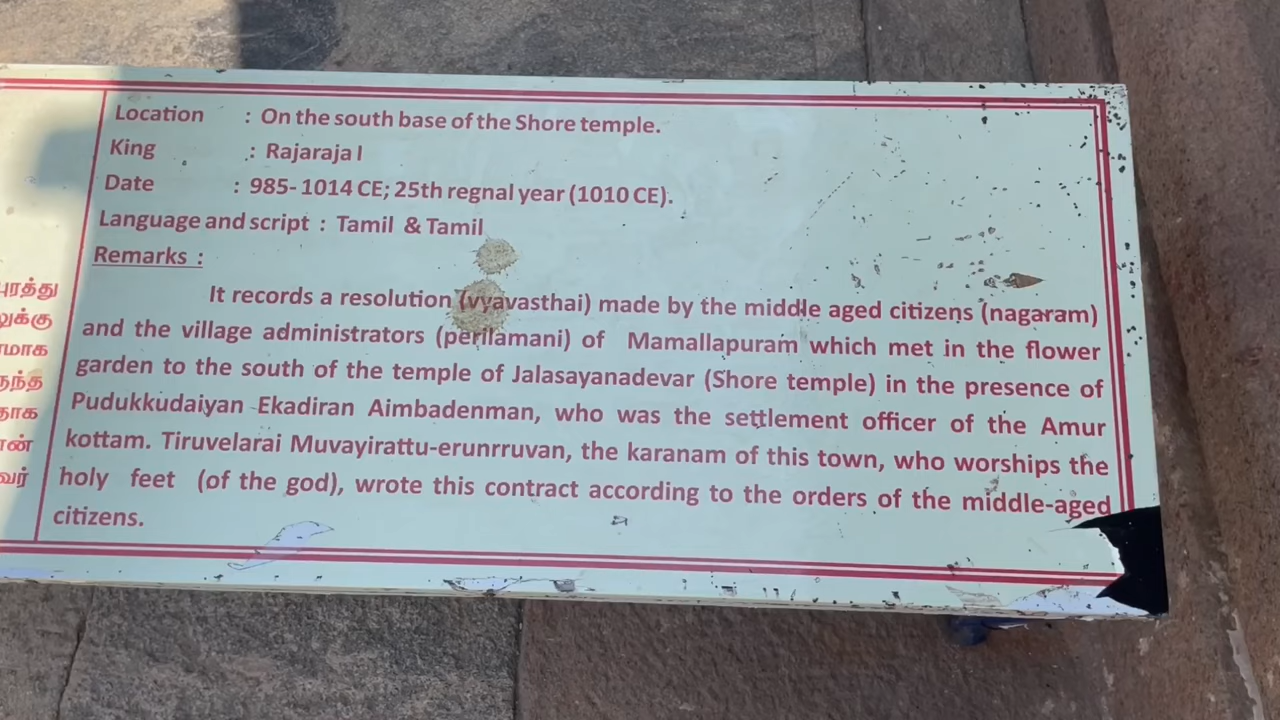 Location : On the south base of the Shore temple.
King : Rajaraja I
Date : 985- 1014 CE; 25th regnal year (1010 CE).
Language and script : Tamil & Tamil
Remarks :
It records a resolution (vyavasthai) made by the middle aged citizens (nagaram)
and the village administrators (perilamani) of Mamallapuram which met in the flower
garden to the south of the temple of Jalasayanadevar (Shore temple) in the presence of
Pudukkudaiyan Ekadiran Aimbadenman, who was the settlement officer of the Amur
kottam. Tiruvelarai Muvayirattu-erunrruvan, the karanam of this town, who worships the
holy feet (of the god), wrote this contract according to the orders of the middle-aged
citizens.